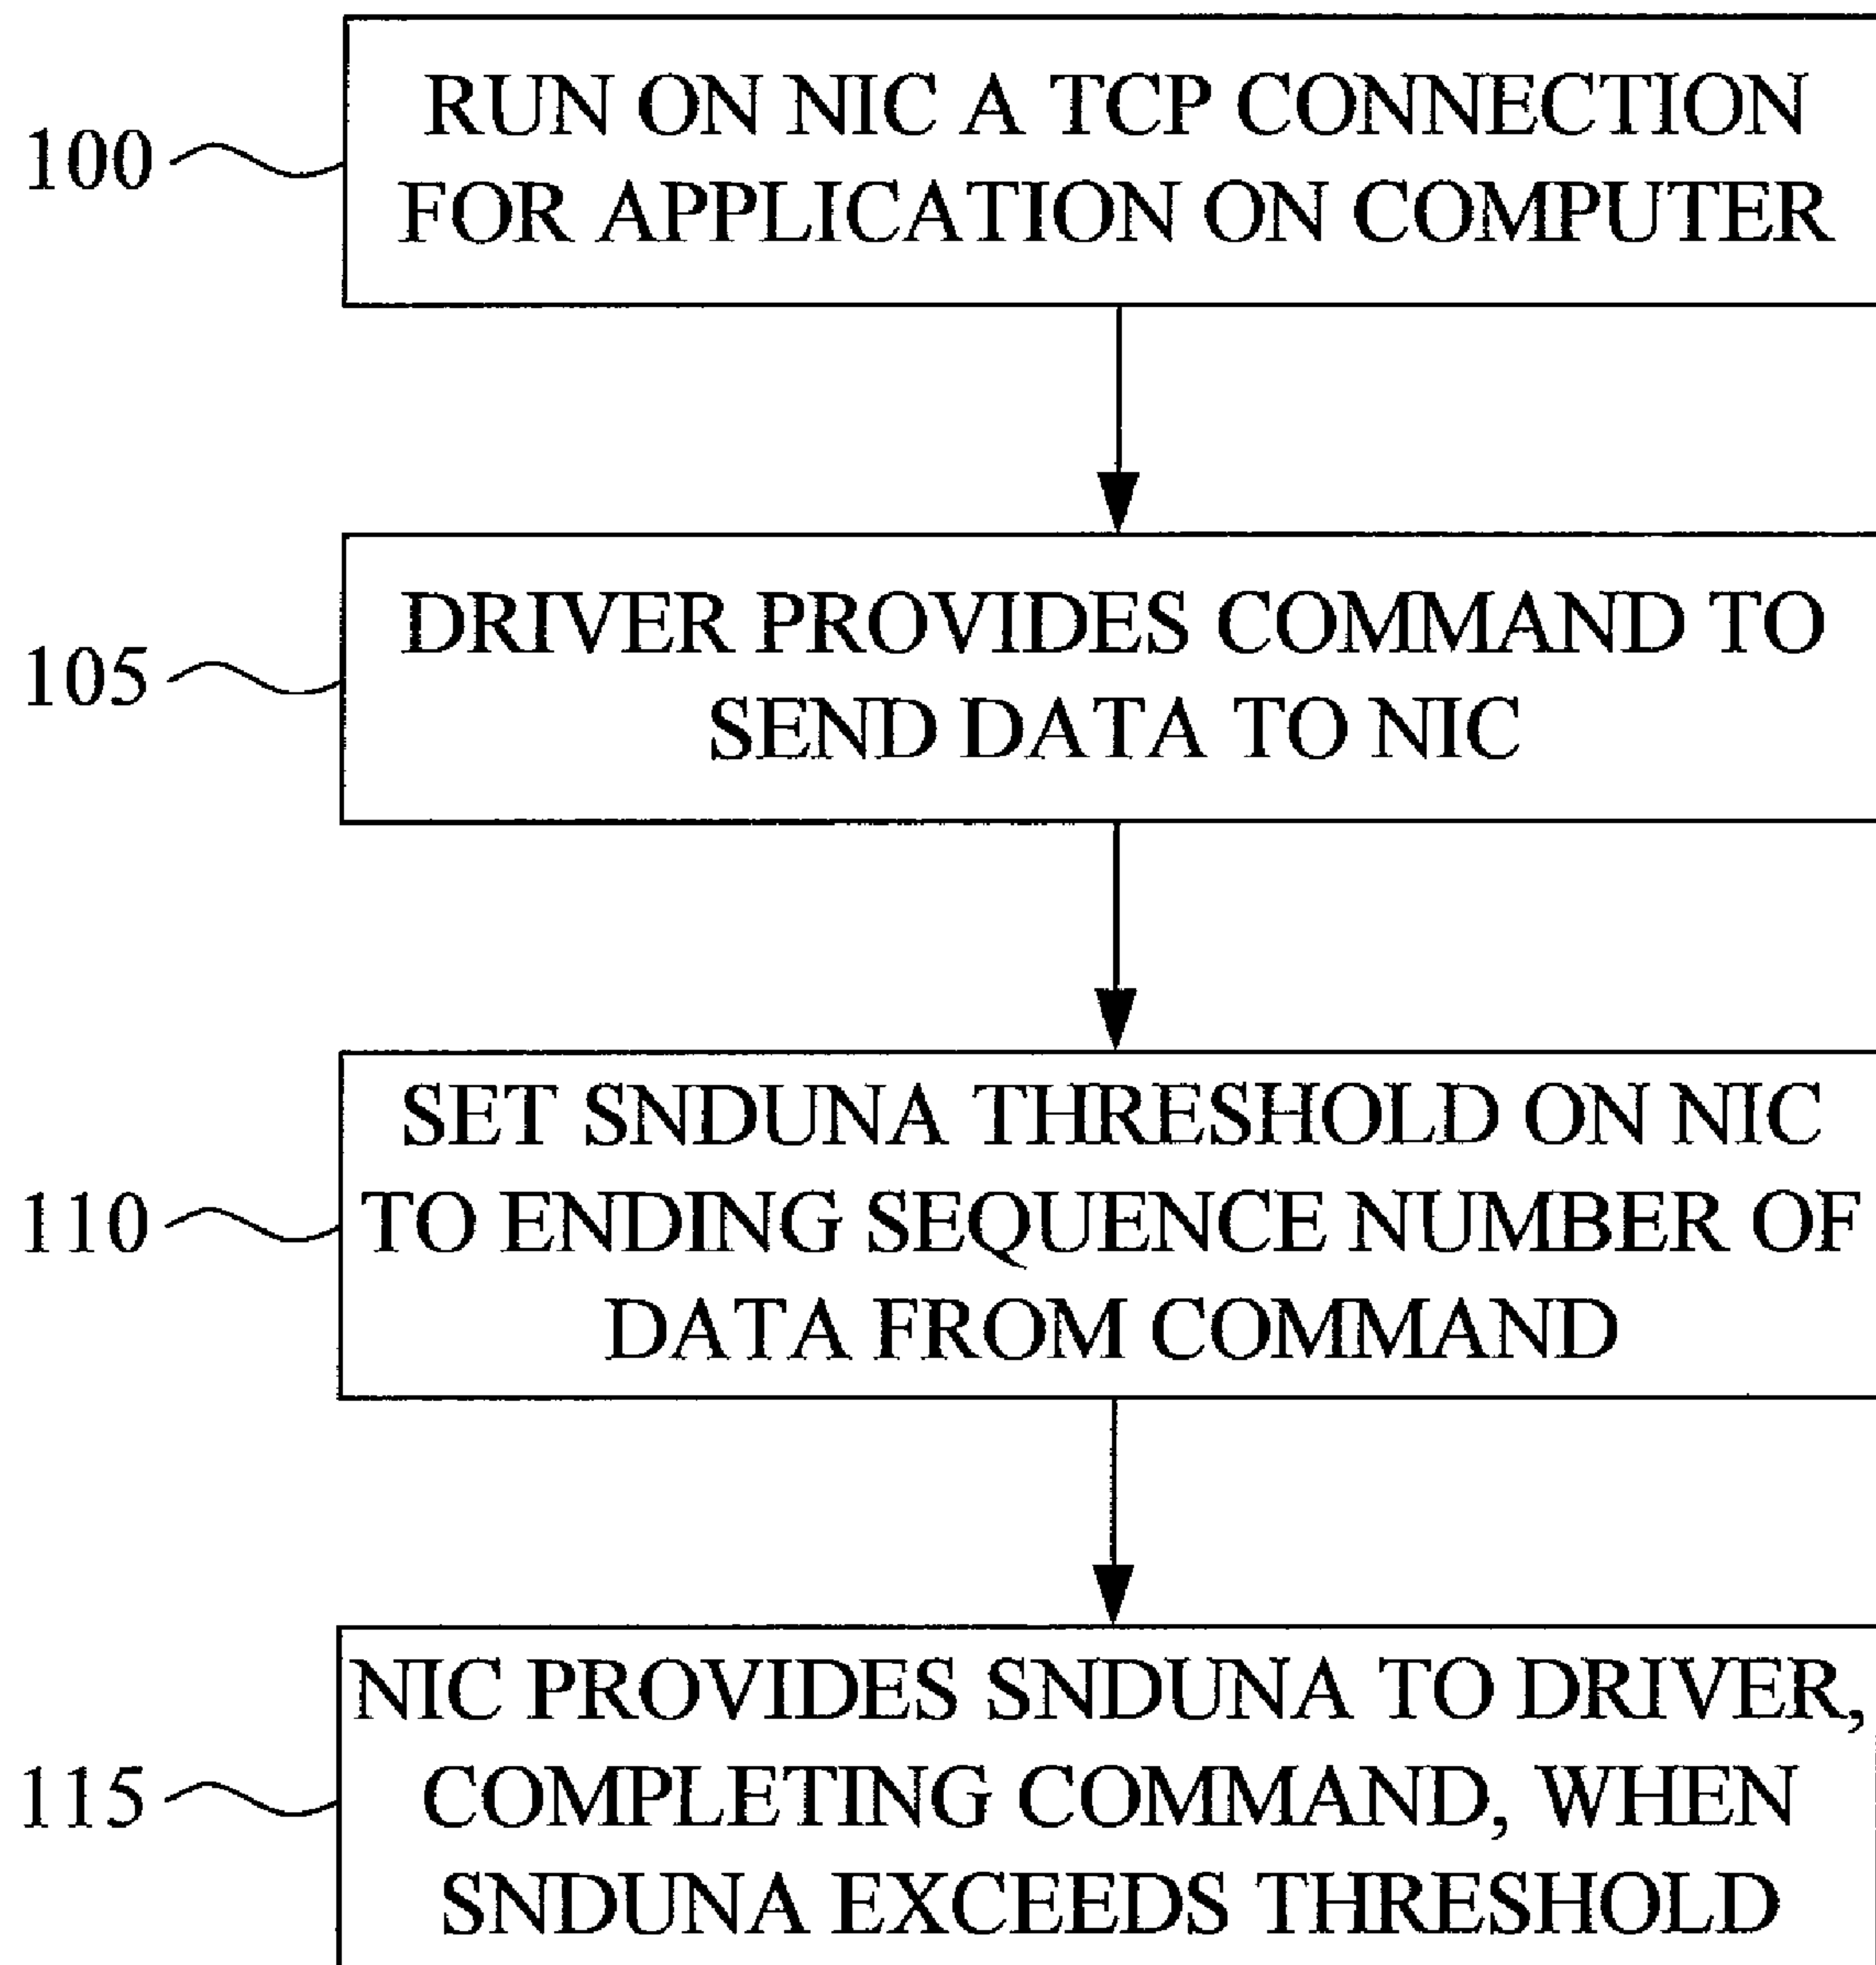 100
RUN ON NIC A TCP CONNECTION
FOR APPLICATION ON COMPUTER
105
DRIVER PROVIDES COMMAND TO
SEND DATA TO NIC
110
SET SNDUNA THRESHOLD ON NIC
TO ENDING SEQUENCE NUMBER OF
DATA FROM COMMAND
115
NIC PROVIDES SNDUNA TO DRIVER,
COMPLETING COMMAND, WHEN
SNDUNA EXCEEDS THRESHOLD